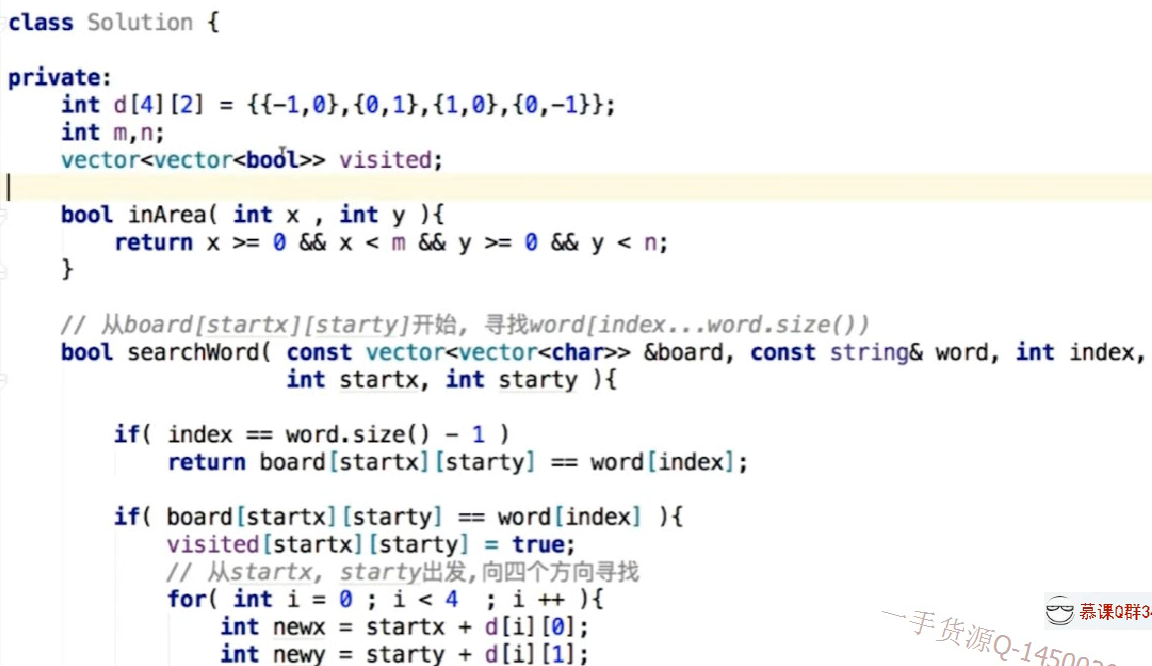 class Solution {
private:
    int d[4][2] = {{-1,0},{0,1},{1,0},{0,-1}};
    int m,n;
    vector<vector<bool>> visited;
    bool inArea( int x , int y ){
        return x >= 0 && x < m && y >= 0 && y < n;
    }
    // 从board[startx][starty]开始, 寻找word[index...word.size())
    bool searchWord( const vector<vector<char>> &board, const string& word, int index,
                     int startx, int starty ){
        if( index == word.size() - 1 )
            return board[startx][starty] == word[index];
        if( board[startx][starty] == word[index] ){
            visited[startx][starty] = true;
            // 从startx, starty出发,向四个方向寻找
            for( int i = 0 ; i < 4  ; i ++ ){
                int newx = startx + d[i][0];
                int newy = starty + d[i][1];
慕课Q群
一手货源Q-